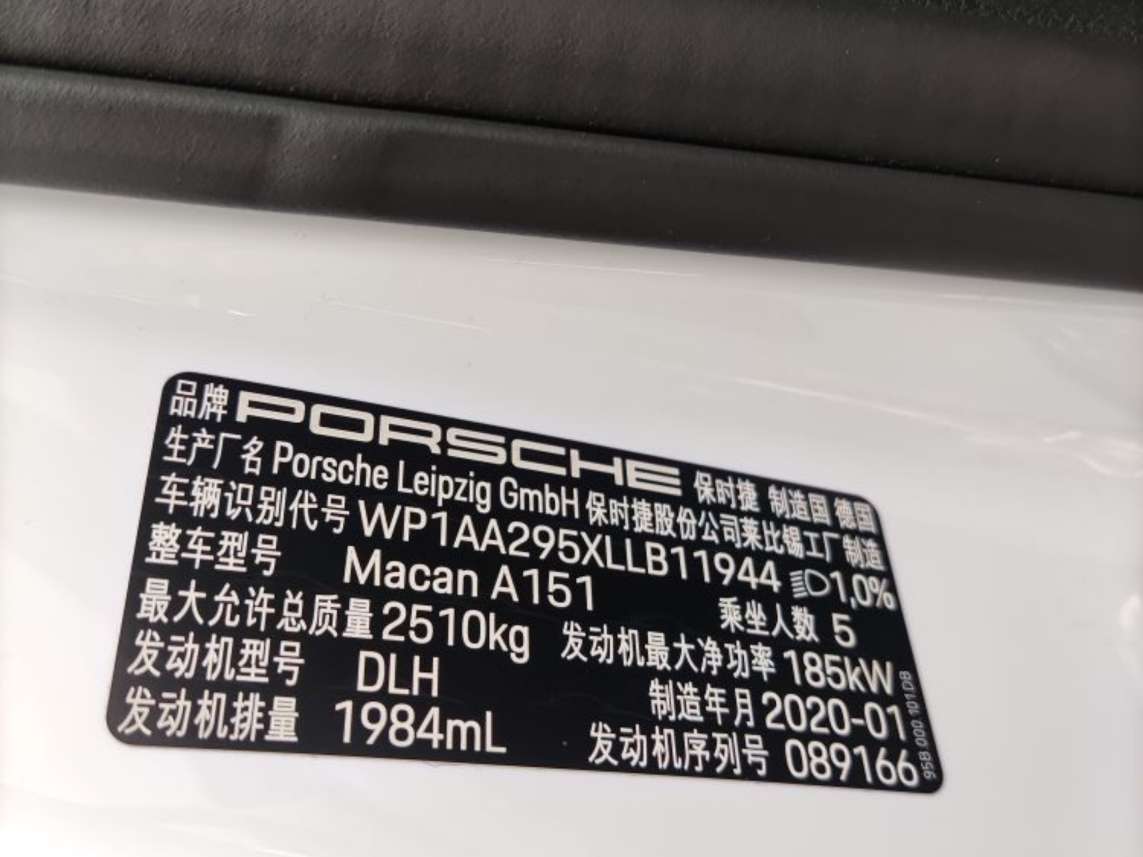 品牌 PORSCHE 保时捷 制造国 德国
生产厂名 Porsche Leipzig GmbH 保时捷股份公司莱比锡工厂制造
车辆识别代号 WP1AA295XLLB11944 1,0%
整车型号 Macan A151 乘坐人数 5
最大允许总质量 2510kg 发动机最大净功率 185kW
发动机型号 DLH 制造年月 2020-01
发动机排量 1984mL 发动机序列号 089166
95B.000.101.DB